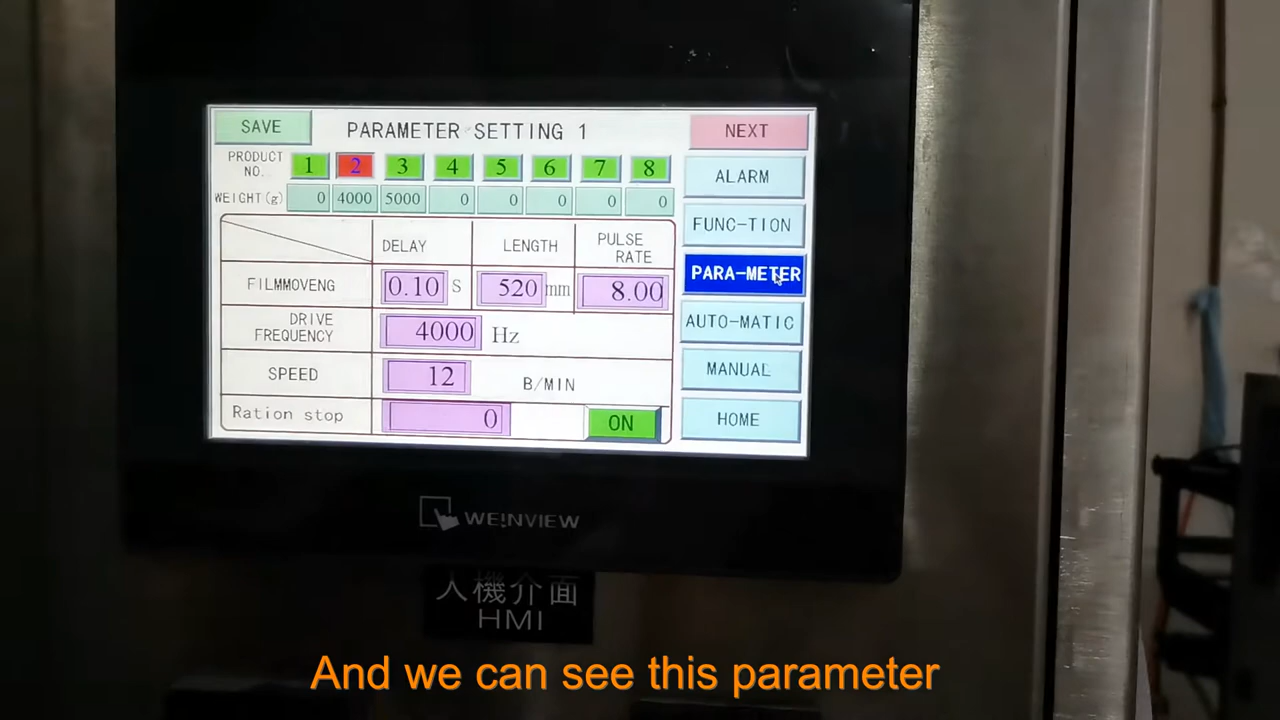 SAVE PARAMETER SETTING 1 NEXT
PRODUCT NO. 1 2 3 4 5 6 7 8
WEIGHT(g) 0 4000 5000 0 0 0 0 0
ALARM
FUNC-TION
PARA-METER
AUTO-MATIC
MANUAL
HOME
DELAY LENGTH PULSE RATE
FILMMOVENG 0.10 S 520 mm 8.00
DRIVE FREQUENCY 4000 Hz
SPEED 12 B/MIN
Ration stop 0 ON
WE!NVIEW
人機介面
HMI
And we can see this parameter